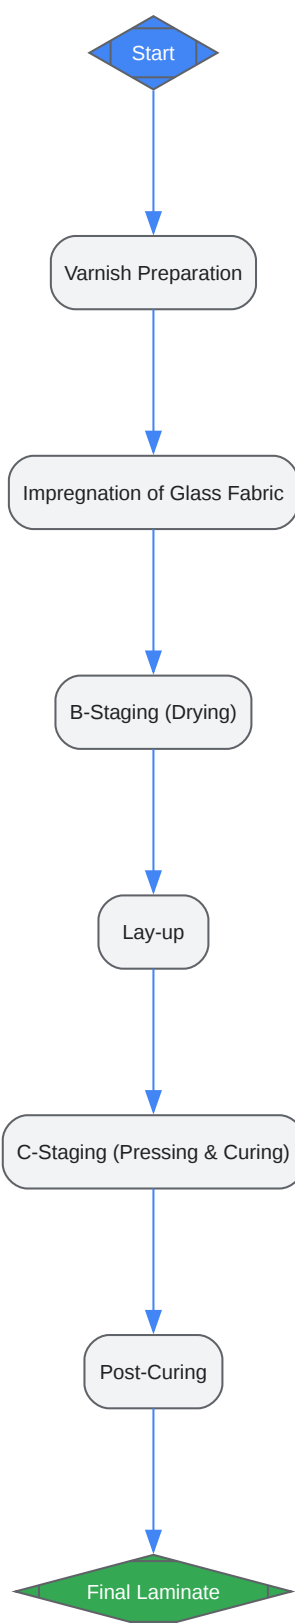 Start
Varnish Preparation
Impregnation of Glass Fabric
B-Staging (Drying)
Lay-up
C-Staging (Pressing & Curing)
Post-Curing
Final Laminate